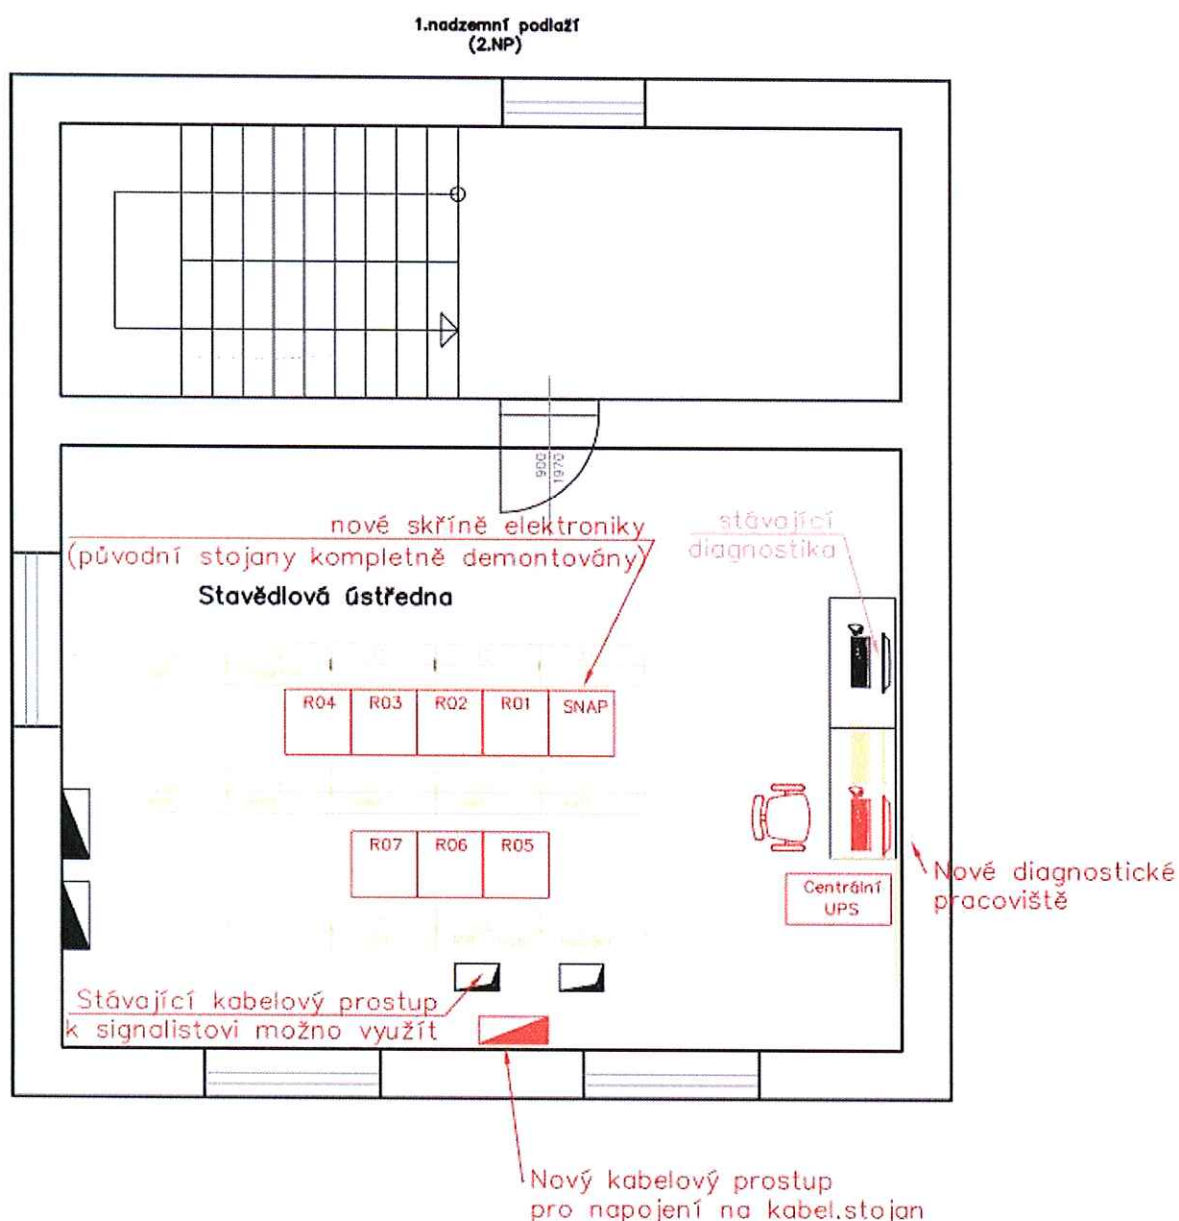 1.nadzemní podlaží
(2.NP)
900
1970
nové skříně elektroniky
(původní stojany kompletně demontovány)
stávající
diagnostika
Stavědlová ústředna
R04 R03 R02 R01 SNAP
R07 R06 R05
Centrální
UPS
Nové diagnostické
pracoviště
Stávající kabelový prostup
k signalistovi možno využít
Nový kabelový prostup
pro napojení na kabel.stojan